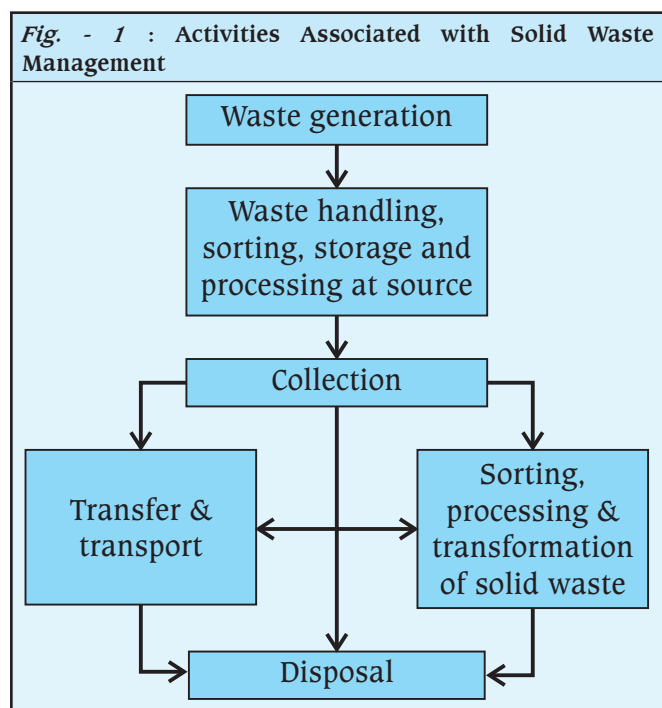 Fig. - 1 : Activities Associated with Solid Waste
Management
Waste generation
Waste handling,
sorting, storage and
processing at source
Collection
Transfer &
transport
Sorting,
processing &
transformation
of solid waste
Disposal